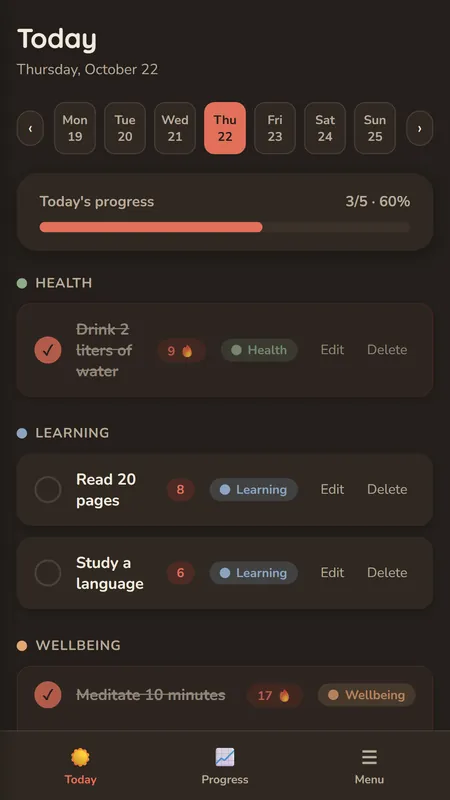 Today
Thursday, October 22
‹ Mon Tue Wed Thu Fri Sat Sun ›
19 20 21 22 23 24 25
Today's progress 3/5 · 60%
HEALTH
✓ Drink 2 liters of water 9 🔥 Health Edit Delete
LEARNING
Read 20 pages 8 Learning Edit Delete
Study a language 6 Learning Edit Delete
WELLBEING
✓ Meditate 10 minutes 17 🔥 Wellbeing
Today Progress Menu